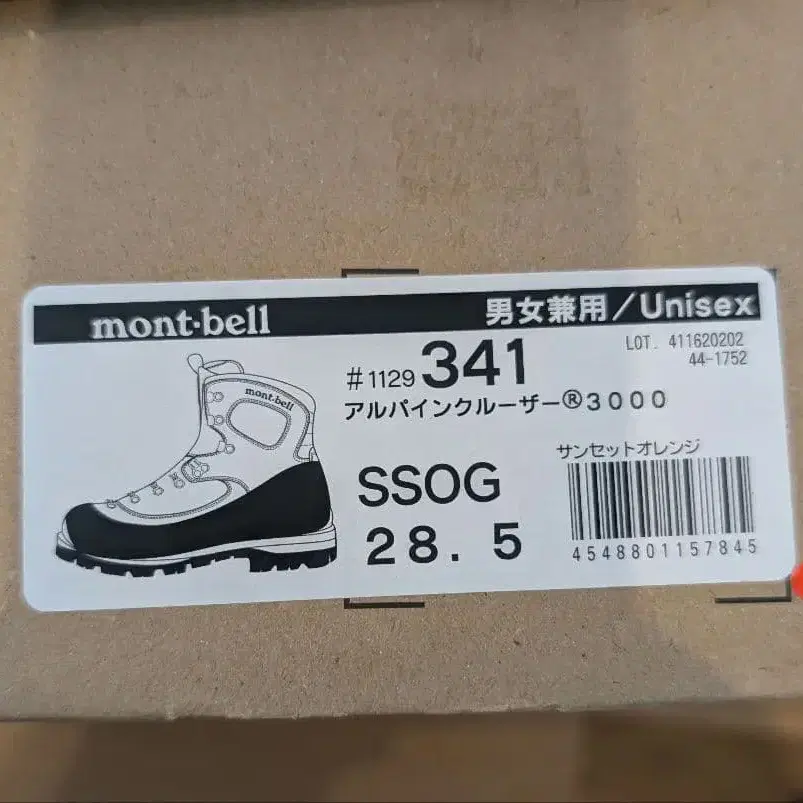 mont-bell 男女兼用/Unisex
LOT. 411620202
44-1752
#1129 341
アルパインクルーザー®3000
mont-bell
サンセットオレンジ
SSOG
28.5
4548801157845